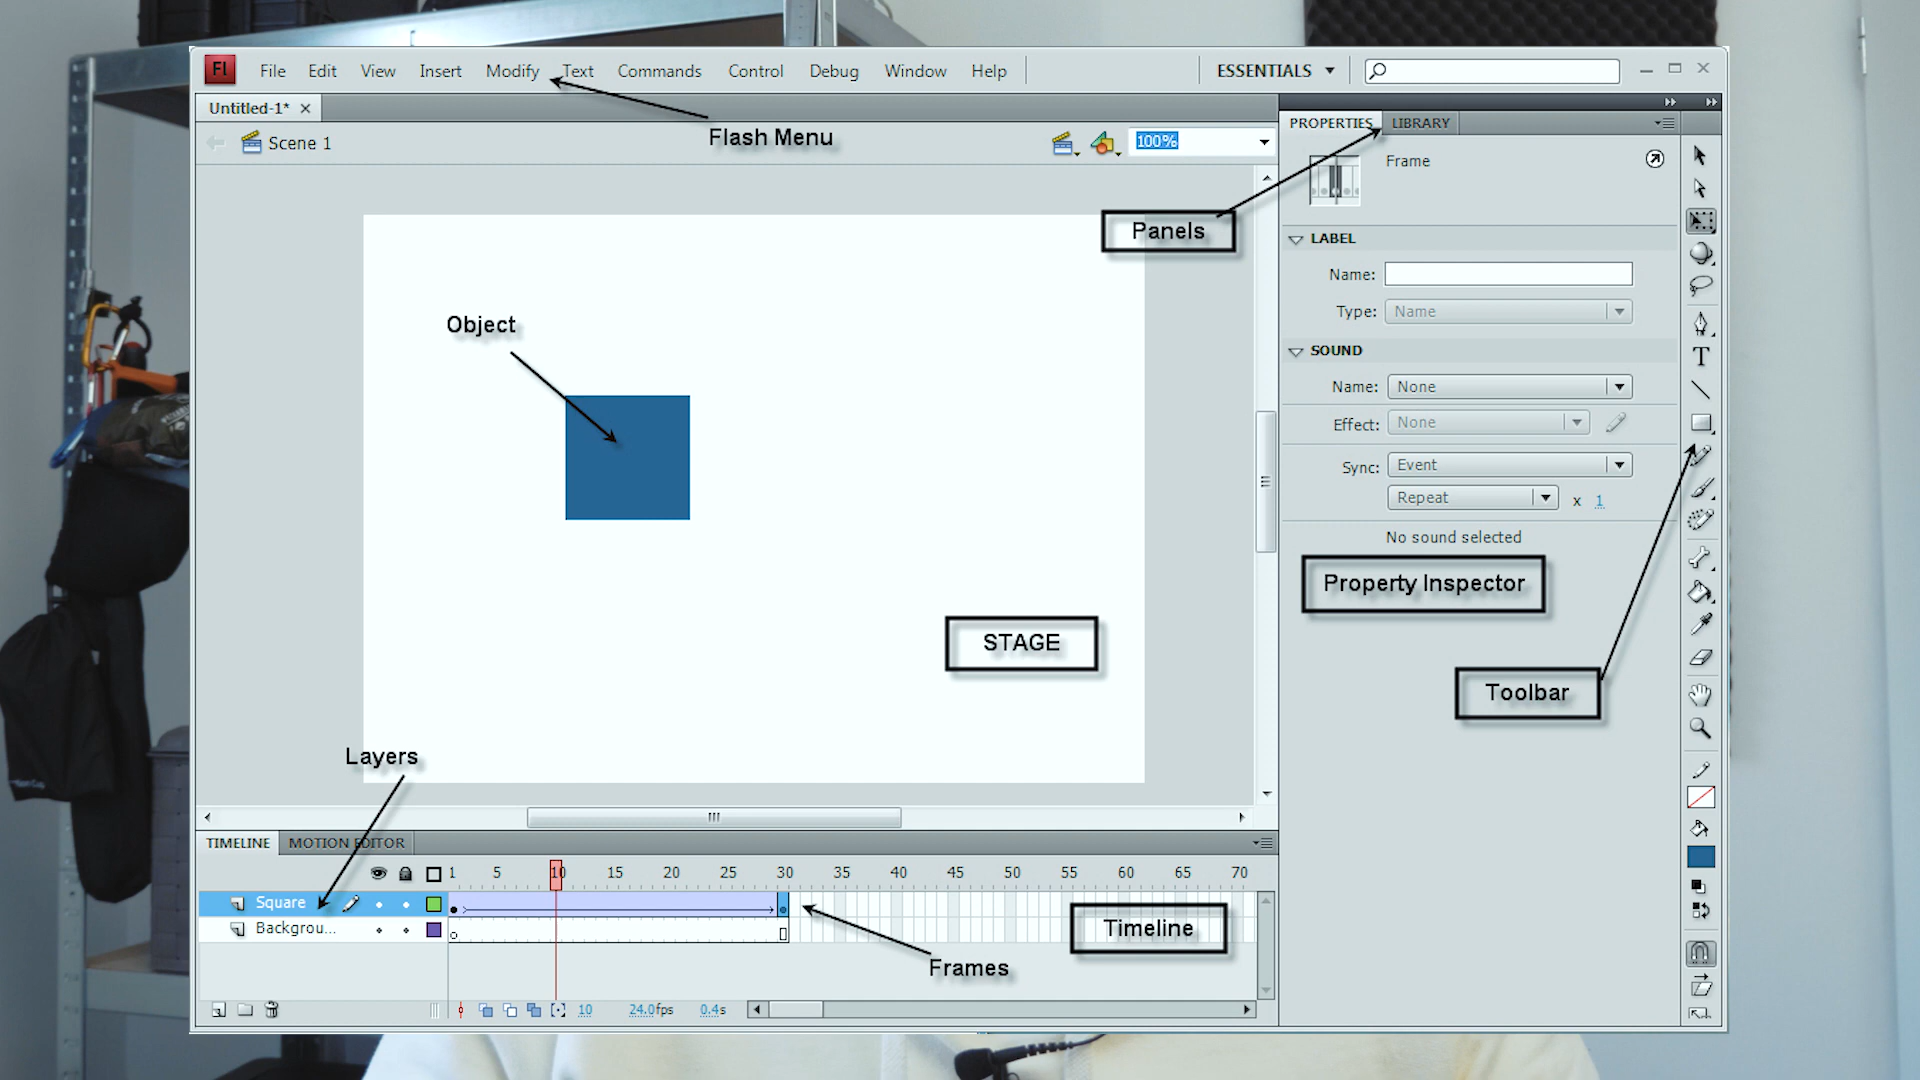 Fl File Edit View Insert Modify Text Commands Control Debug Window Help ESSENTIALS
Untitled-1*
Scene 1
Flash Menu
100%
PROPERTIES LIBRARY
Frame
Panels
LABEL
Name:
Type: Name
SOUND
Name: None
Effect: None
Sync: Event
Repeat x 1
No sound selected
Property Inspector
Toolbar
T
Object
STAGE
Layers
TIMELINE MOTION EDITOR
1 5 10 15 20 25 30 35 40 45 50 55 60 65 70
Square
Backgrou...
Timeline
Frames
10 24.0fps 0.4s